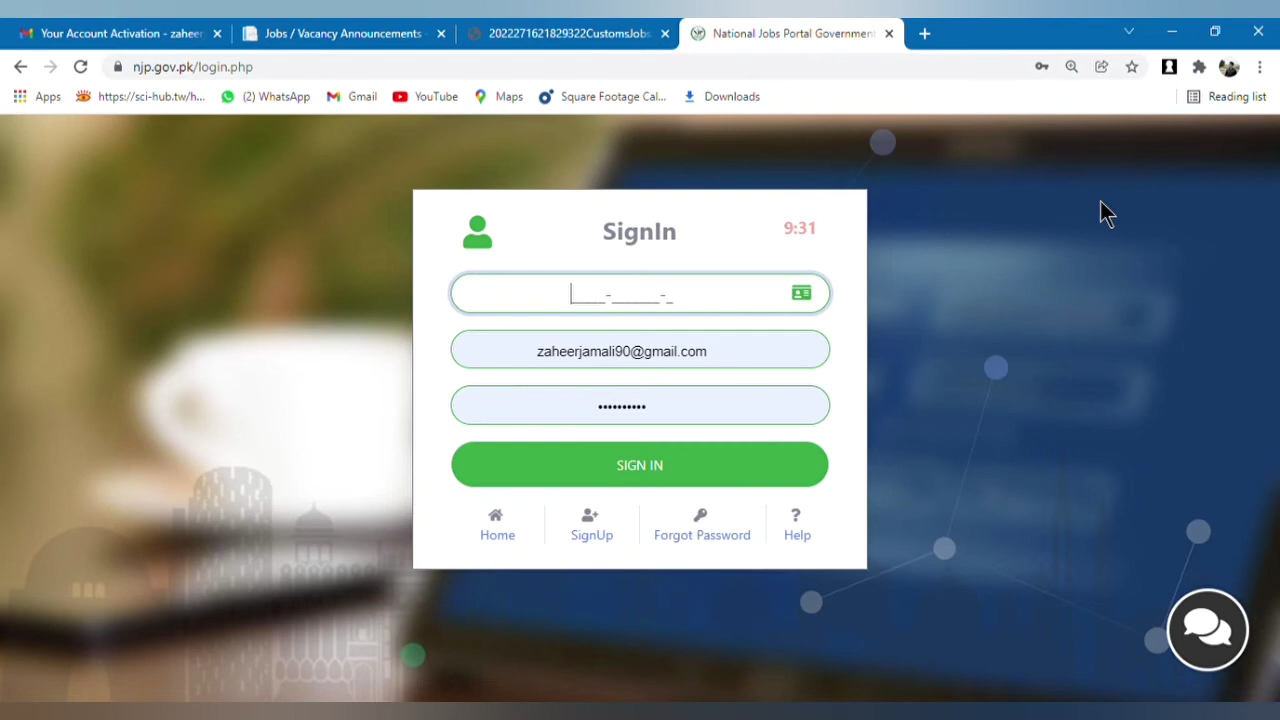 Your Account Activation - zaheer
Jobs / Vacancy Announcements -
2022271621829322CustomsJobs
National Jobs Portal Government
njp.gov.pk/login.php
Apps
https://sci-hub.tw/h...
(2) WhatsApp
Gmail
YouTube
Maps
Square Footage Cal...
Downloads
Reading list
SignIn
9:31
_____-_______-_
zaheerjamali90@gmail.com
••••••••••
SIGN IN
Home
SignUp
Forgot Password
Help